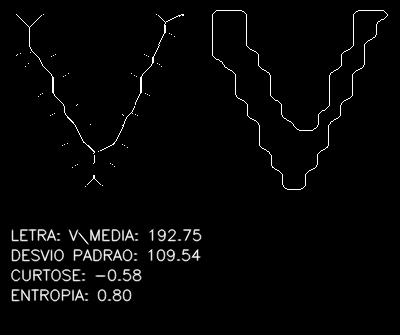 LETRA: V\MEDIA: 192.75
DESVIO PADRAO: 109.54
CURTOSE: -0.58
ENTROPIA: 0.80